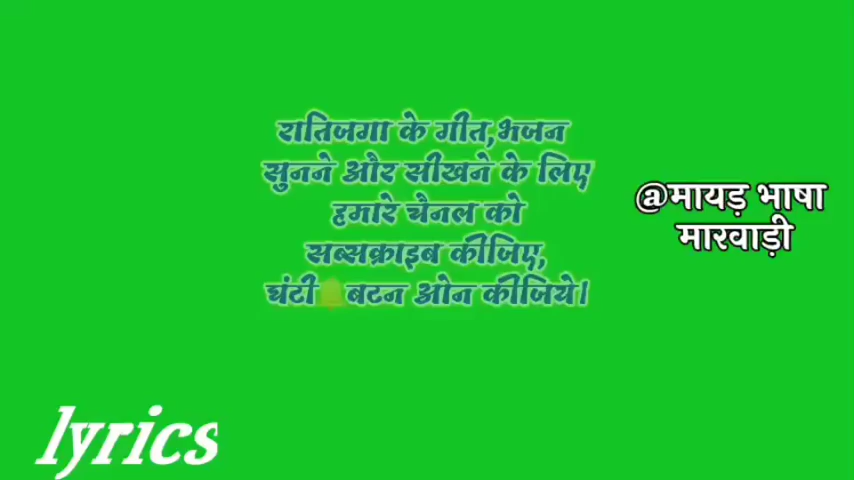 रातिजगा के गीत,भजन
सुनने और सीखने के लिए
हमारे चैनल को
सब्सक्राइब कीजिए,
घंटी🔔बटन ओन कीजिये।
@मायड़ भाषा
मारवाड़ी
lyrics